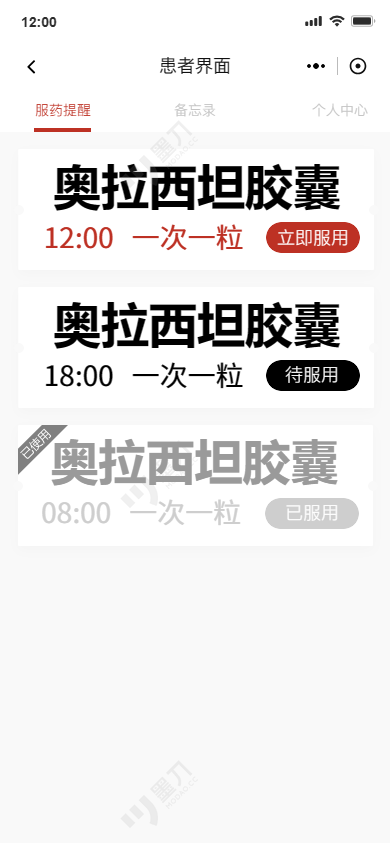 12:00
患者界面
服药提醒 备忘录 个人中心
奥拉西坦胶囊
12:00 一次一粒 立即服用
奥拉西坦胶囊
18:00 一次一粒 待服用
已使用
奥拉西坦胶囊
08:00 一次一粒 已服用
墨刀
MODAO.CC